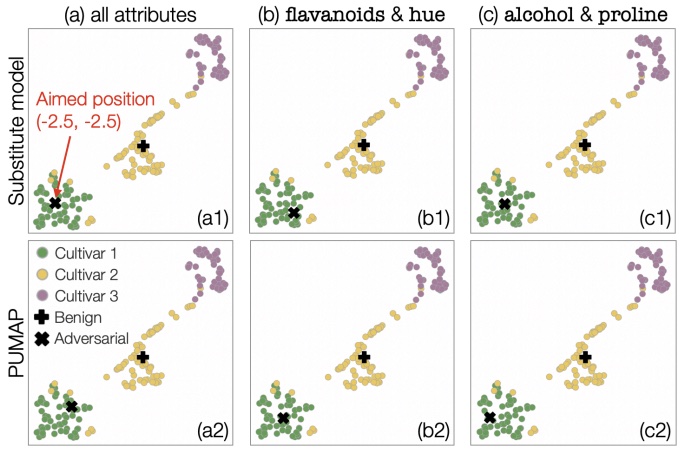 (a) all attributes
(b) flavanoids & hue
(c) alcohol & proline
Substitute model
Aimed position
(-2.5, -2.5)
(a1)
(b1)
(c1)
PUMAP
Cultivar 1
Cultivar 2
Cultivar 3
Benign
Adversarial
(a2)
(b2)
(c2)